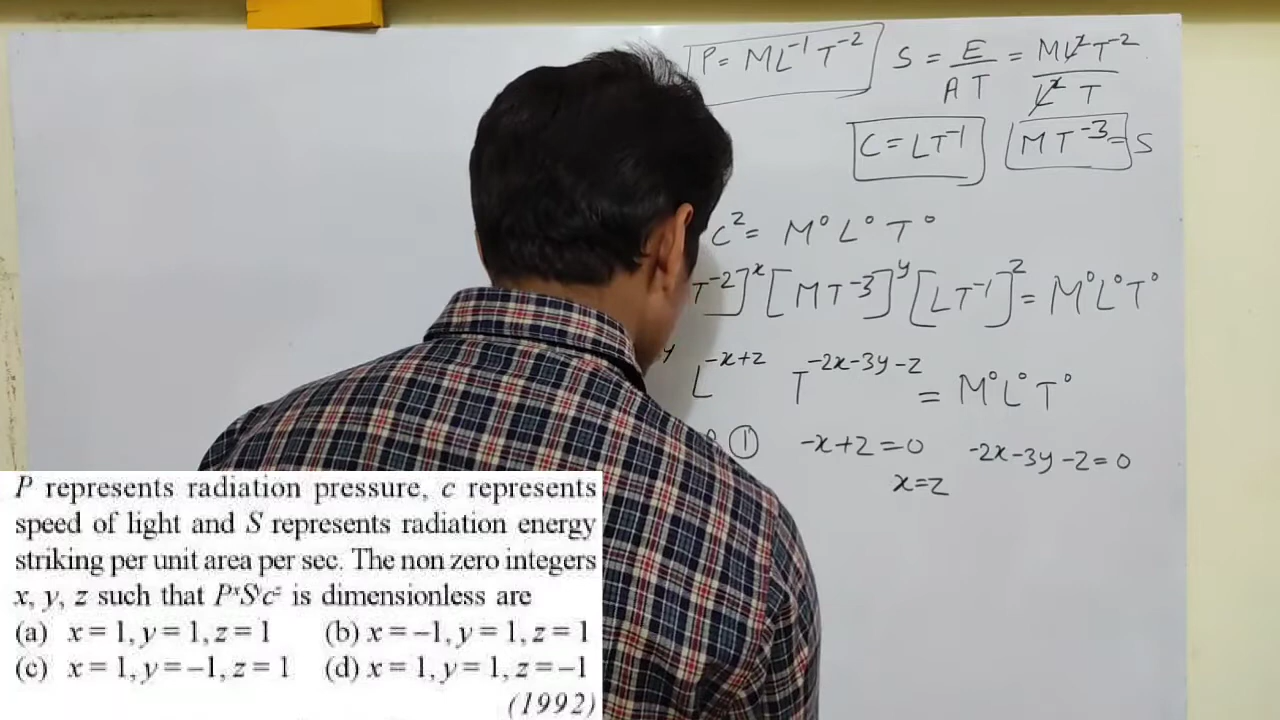 P = ML⁻¹T⁻² S = E/AT = ML²T⁻²/L²T
C = LT⁻¹ MT⁻³ = S
c² = M⁰L⁰T⁰
T⁻²]ˣ [MT⁻³]ʸ [LT⁻¹]ᶻ = M⁰L⁰T⁰
y L⁻ˣ⁺ᶻ T⁻²ˣ⁻³ʸ⁻ᶻ = M⁰L⁰T⁰
① -x+z=0 -2x-3y-z=0
x=z
P represents radiation pressure, c represents
speed of light and S represents radiation energy
striking per unit area per sec. The non zero integers
x, y, z such that PˣSʸcᶻ is dimensionless are
(a) x = 1, y = 1, z = 1 (b) x = –1, y = 1, z = 1
(c) x = 1, y = –1, z = 1 (d) x = 1, y = 1, z = –1
(1992)